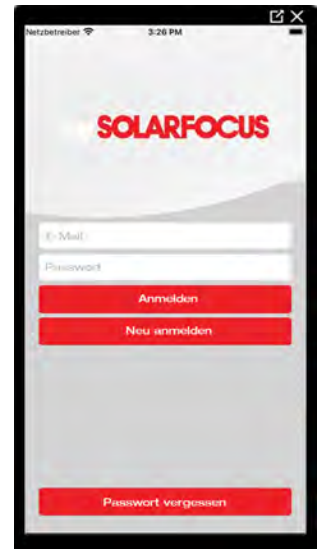 Netzbetreiber 3:26 PM
SOLARFOCUS
E-Mail
Passwort
Anmelden
Neu anmelden
Passwort vergessen